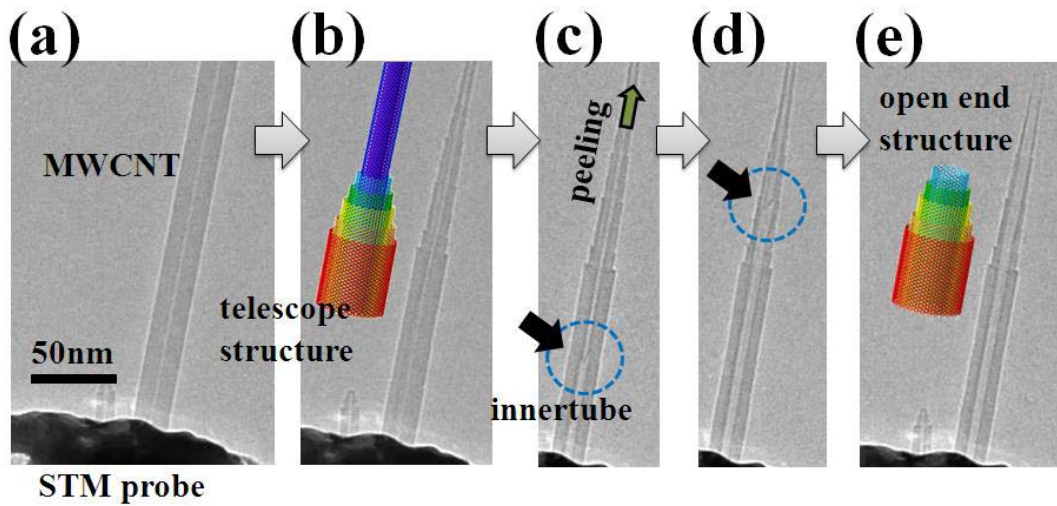 (a)
(b)
(c)
(d)
(e)
MWCNT
50nm
STM probe
telescope
structure
peeling
innertube
open end
structure